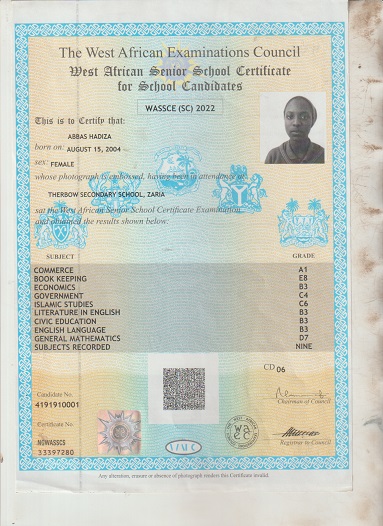 The West African Examinations Council
West African Senior School Certificate
for School Candidates
WASSCE (SC) 2022
This is to Certify that:
ABBAS HADIZA
born on: AUGUST 15, 2004
sex: FEMALE
whose photograph is embossed, having been in attendance at
THERBOW SECONDARY SCHOOL, ZARIA
sat the West African Senior School Certificate Examination
and obtained the results shown below:
SUBJECT GRADE
COMMERCE A1
BOOK KEEPING E8
ECONOMICS B3
GOVERNMENT C4
ISLAMIC STUDIES C6
LITERATURE IN ENGLISH B3
CIVIC EDUCATION B3
ENGLISH LANGUAGE B3
GENERAL MATHEMATICS D7
SUBJECTS RECORDED NINE
CD 06
Candidate No.
4191910001
Chairman of Council
Certificate No.
NGWASSCS
33397280
Registrar to Council
Any alteration, erasure or absence of photograph renders this Certificate invalid.